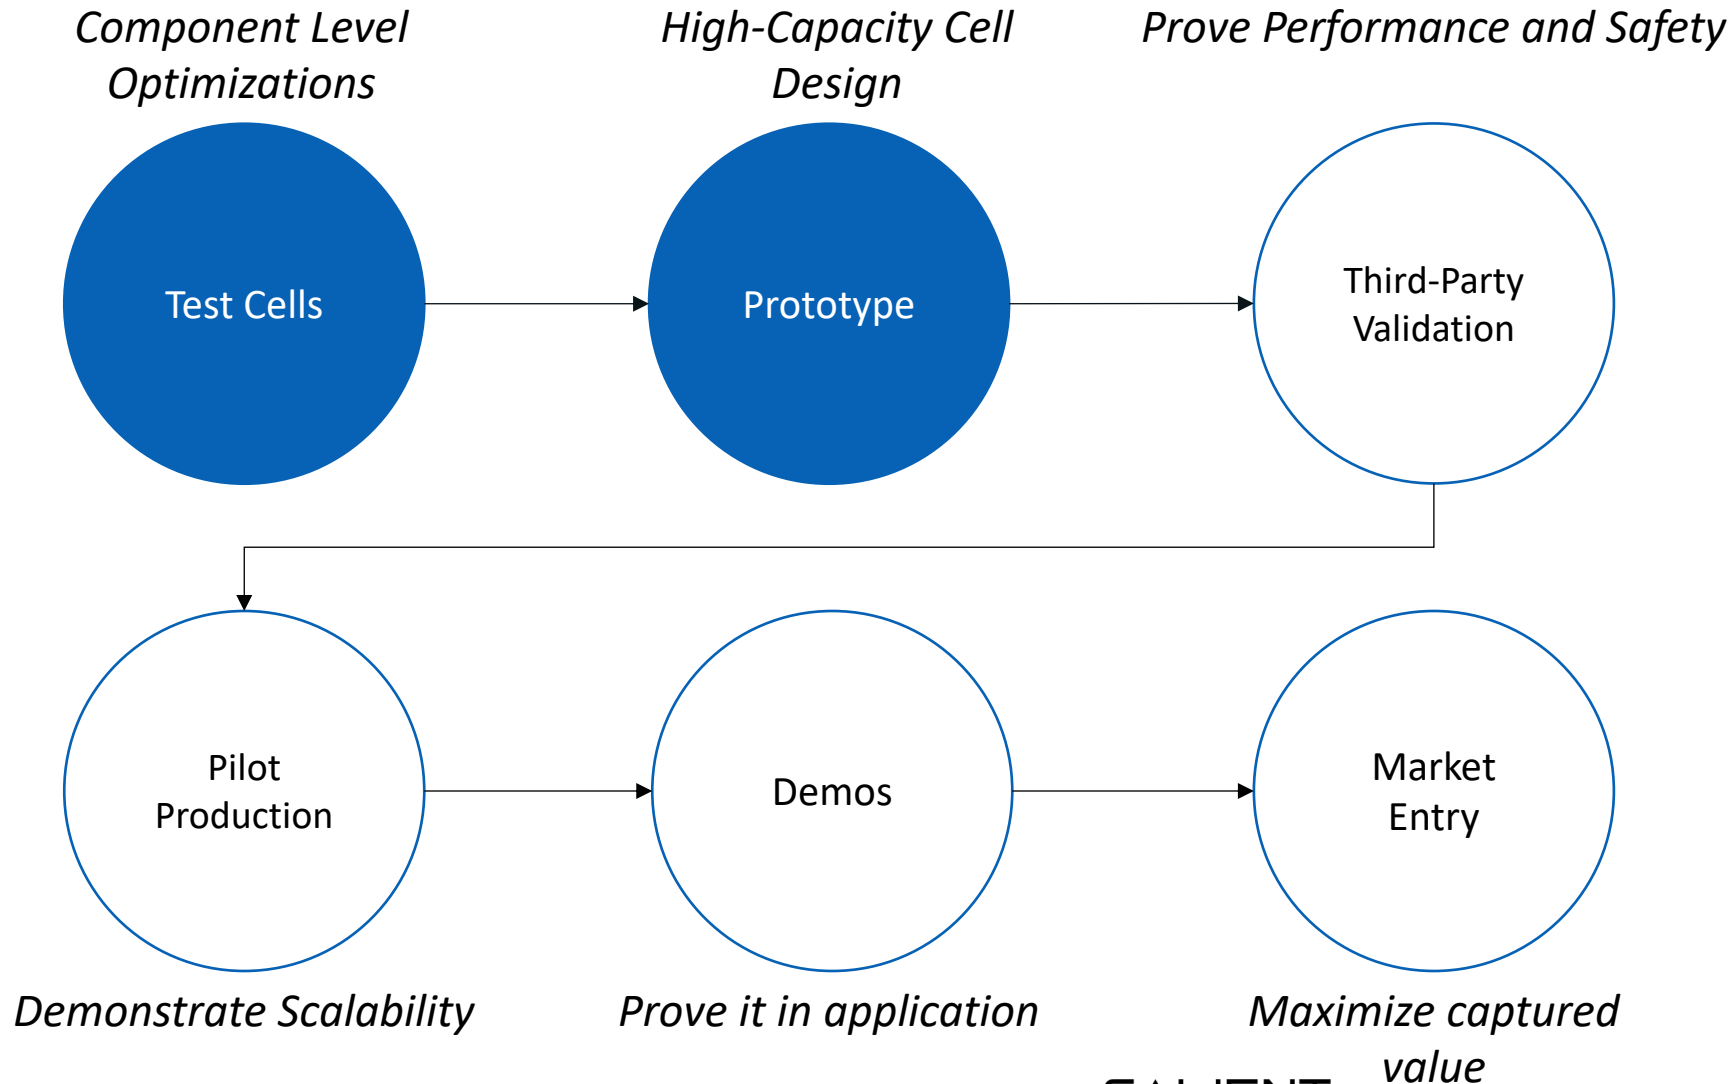 Component Level
Optimizations
High-Capacity Cell
Design
Prove Performance and Safety
Test Cells
Prototype
Third-Party
Validation
Pilot
Production
Demos
Market
Entry
Demonstrate Scalability
Prove it in application
Maximize captured
value